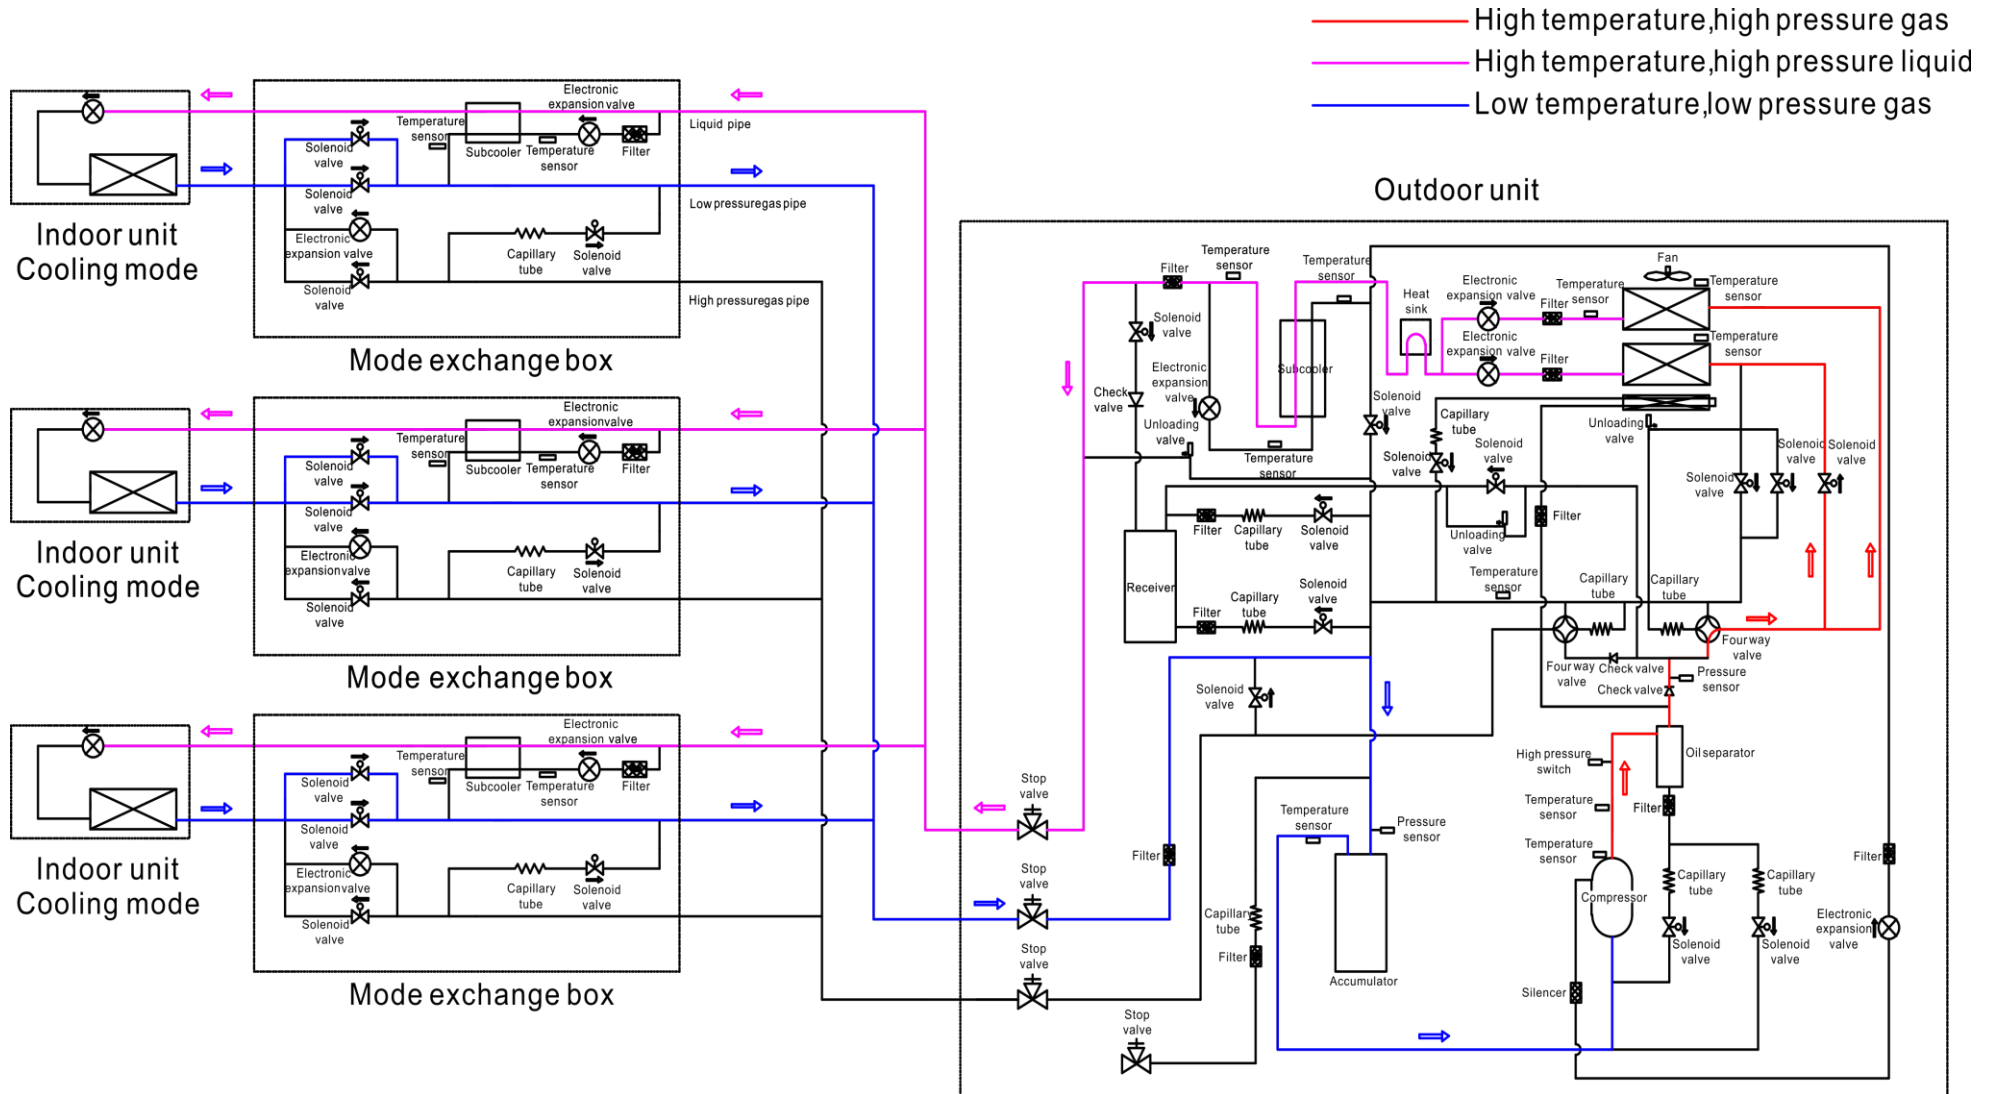 High temperature,high pressure gas
High temperature,high pressure liquid
Low temperature,low pressure gas
Electronic
expansion valve
Temperature
sensor
Subcooler
Temperature
sensor
Filter
Liquid pipe
Solenoid
valve
Solenoid
valve
Low pressuregas pipe
Electronic
expansion valve
Capillary
tube
Solenoid
valve
Solenoid
valve
High pressuregas pipe
Indoor unit
Cooling mode
Mode exchange box
Electronic
expansionvalve
Temperature
sensor
Subcooler
Temperature
sensor
Filter
Solenoid
valve
Solenoid
valve
Electronic
expansionvalve
Capillary
tube
Solenoid
valve
Solenoid
valve
Indoor unit
Cooling mode
Mode exchange box
Electronic
expansion valve
Temperature
sensor
Subcooler
Temperature
sensor
Filter
Solenoid
valve
Solenoid
valve
Electronic
expansion valve
Capillary
tube
Solenoid
valve
Solenoid
valve
Indoor unit
Cooling mode
Mode exchange box
Outdoor unit
Filter
Temperature
sensor
Temperature
sensor
Heat
sink
Electronic
expansion valve
Filter
Temperature
sensor
Fan
Temperature
sensor
Solenoid
valve
Electronic
expansion valve
Filter
Temperature
sensor
Check
valve
Electronic
expansion
valve
Subcooler
Unloading
valve
Temperature
sensor
Solenoid
valve
Capillary
tube
Solenoid
valve
Solenoid
valve
Unloading
valve
Solenoid
valve
Solenoid
valve
Solenoid
valve
Filter
Capillary
tube
Solenoid
valve
Unloading
valve
Filter
Receiver
Filter
Capillary
tube
Solenoid
valve
Temperature
sensor
Capillary
tube
Capillary
tube
Four way
valve
Four way
valve
Check valve
Check valve
Pressure
sensor
Solenoid
valve
Oil separator
High pressure
switch
Stop
valve
Temperature
sensor
Pressure
sensor
Temperature
sensor
Filter
Filter
Temperature
sensor
Filter
Stop
valve
Capillary
tube
Compressor
Capillary
tube
Capillary
tube
Electronic
expansion
valve
Stop
valve
Filter
Accumulator
Solenoid
valve
Solenoid
valve
Silencer
Stop
valve